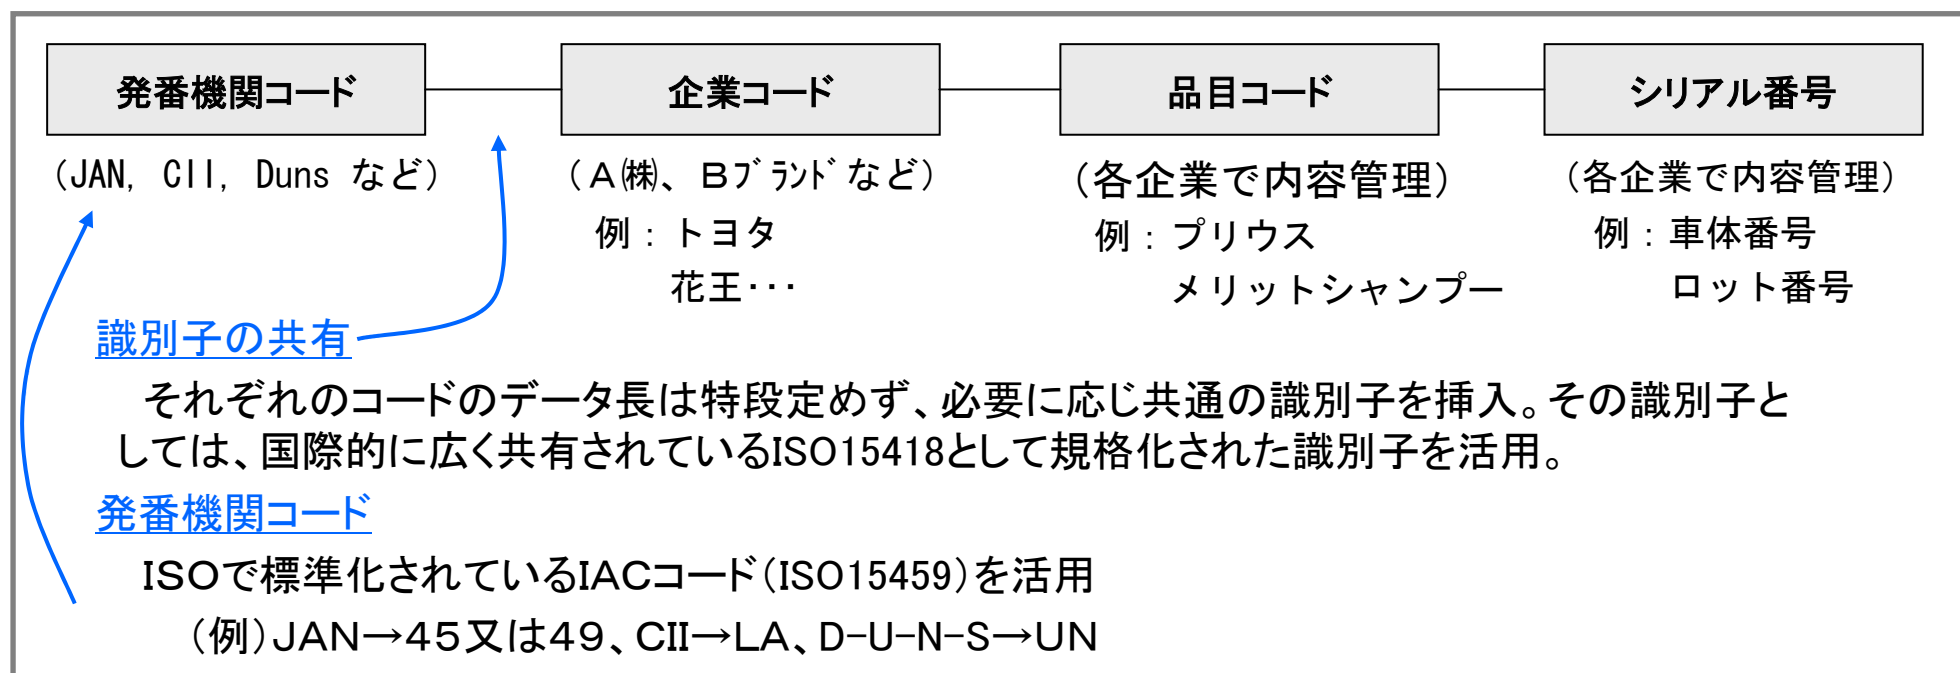 発番機関コード 企業コード 品目コード シリアル番号
(JAN, CII, Duns など) (A㈱、Bﾌﾞﾗﾝﾄﾞなど) (各企業で内容管理) (各企業で内容管理)
例：トヨタ 例：プリウス 例：車体番号
花王･･･ メリットシャンプー ロット番号
識別子の共有
それぞれのコードのデータ長は特段定めず、必要に応じ共通の識別子を挿入。その識別子と
しては、国際的に広く共有されているISO15418として規格化された識別子を活用。
発番機関コード
ISOで標準化されているIACコード（ISO15459）を活用
（例）JAN→45又は49、CII→LA、D-U-N-S→UN